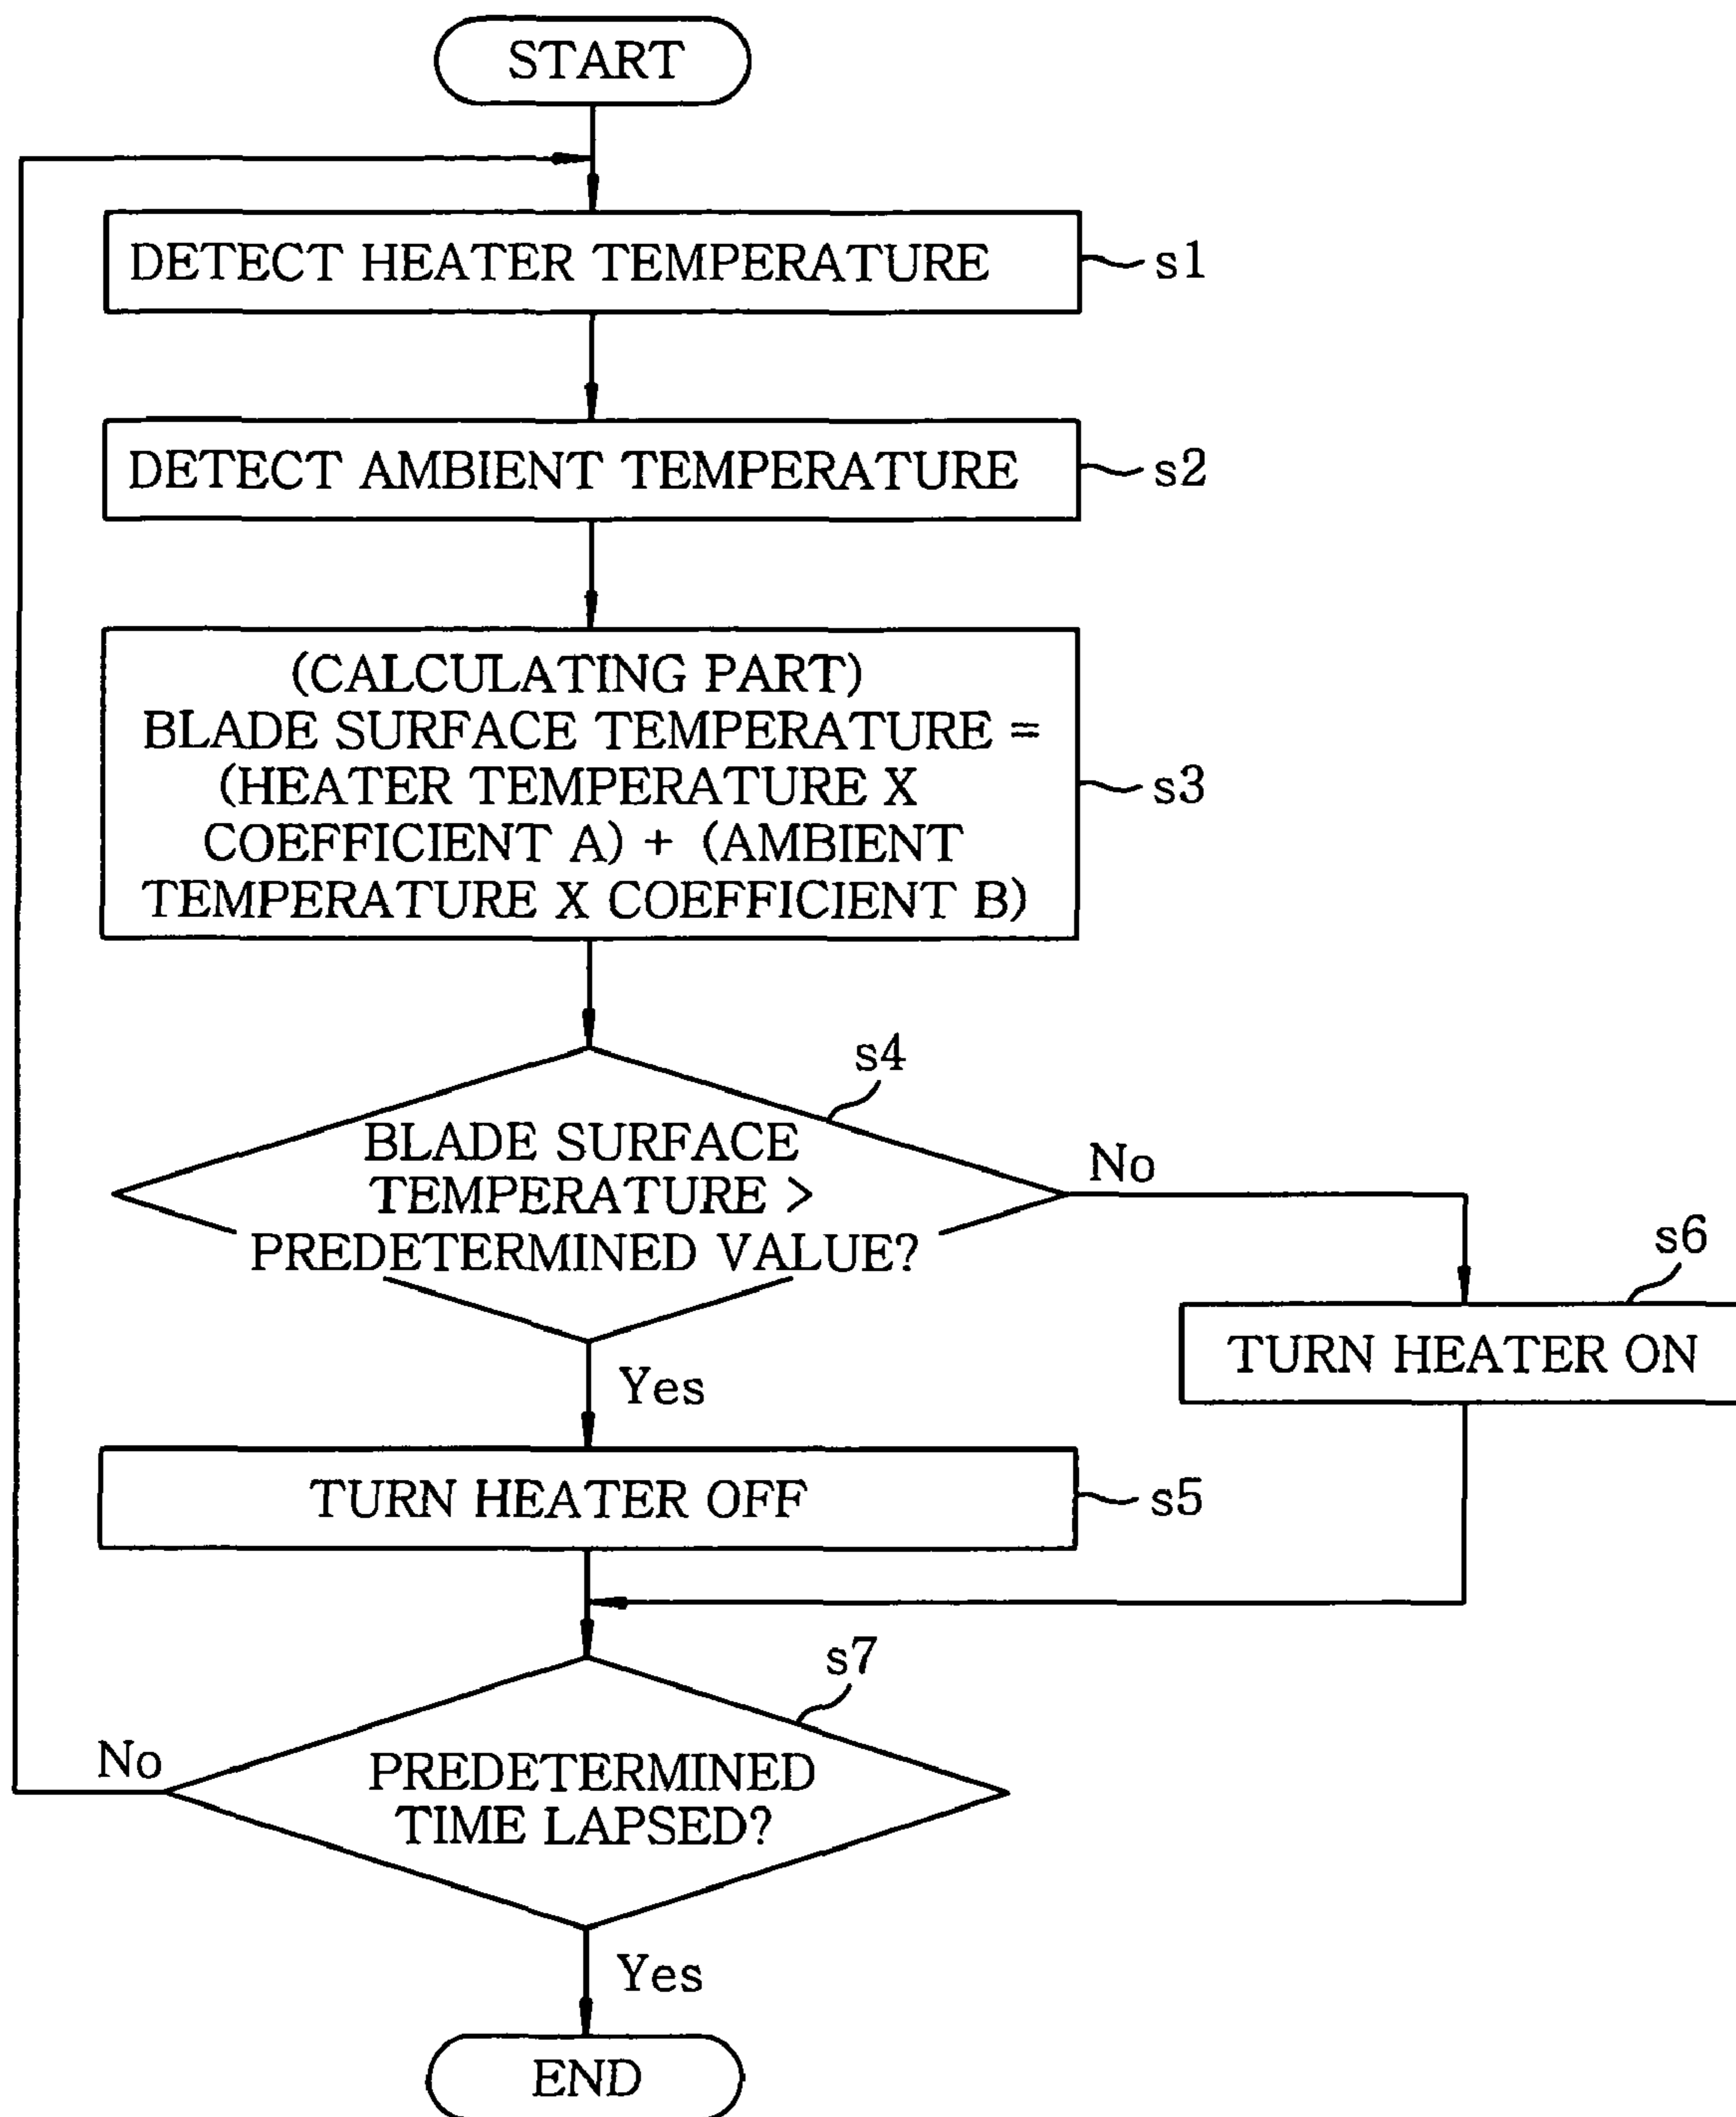 START
DETECT HEATER TEMPERATURE
s1
DETECT AMBIENT TEMPERATURE
s2
(CALCULATING PART)
BLADE SURFACE TEMPERATURE =
(HEATER TEMPERATURE X
COEFFICIENT A) + (AMBIENT
TEMPERATURE X COEFFICIENT B)
s3
s4
BLADE SURFACE
TEMPERATURE >
PREDETERMINED VALUE?
No
s6
TURN HEATER ON
Yes
TURN HEATER OFF
s5
s7
No
PREDETERMINED
TIME LAPSED?
Yes
END